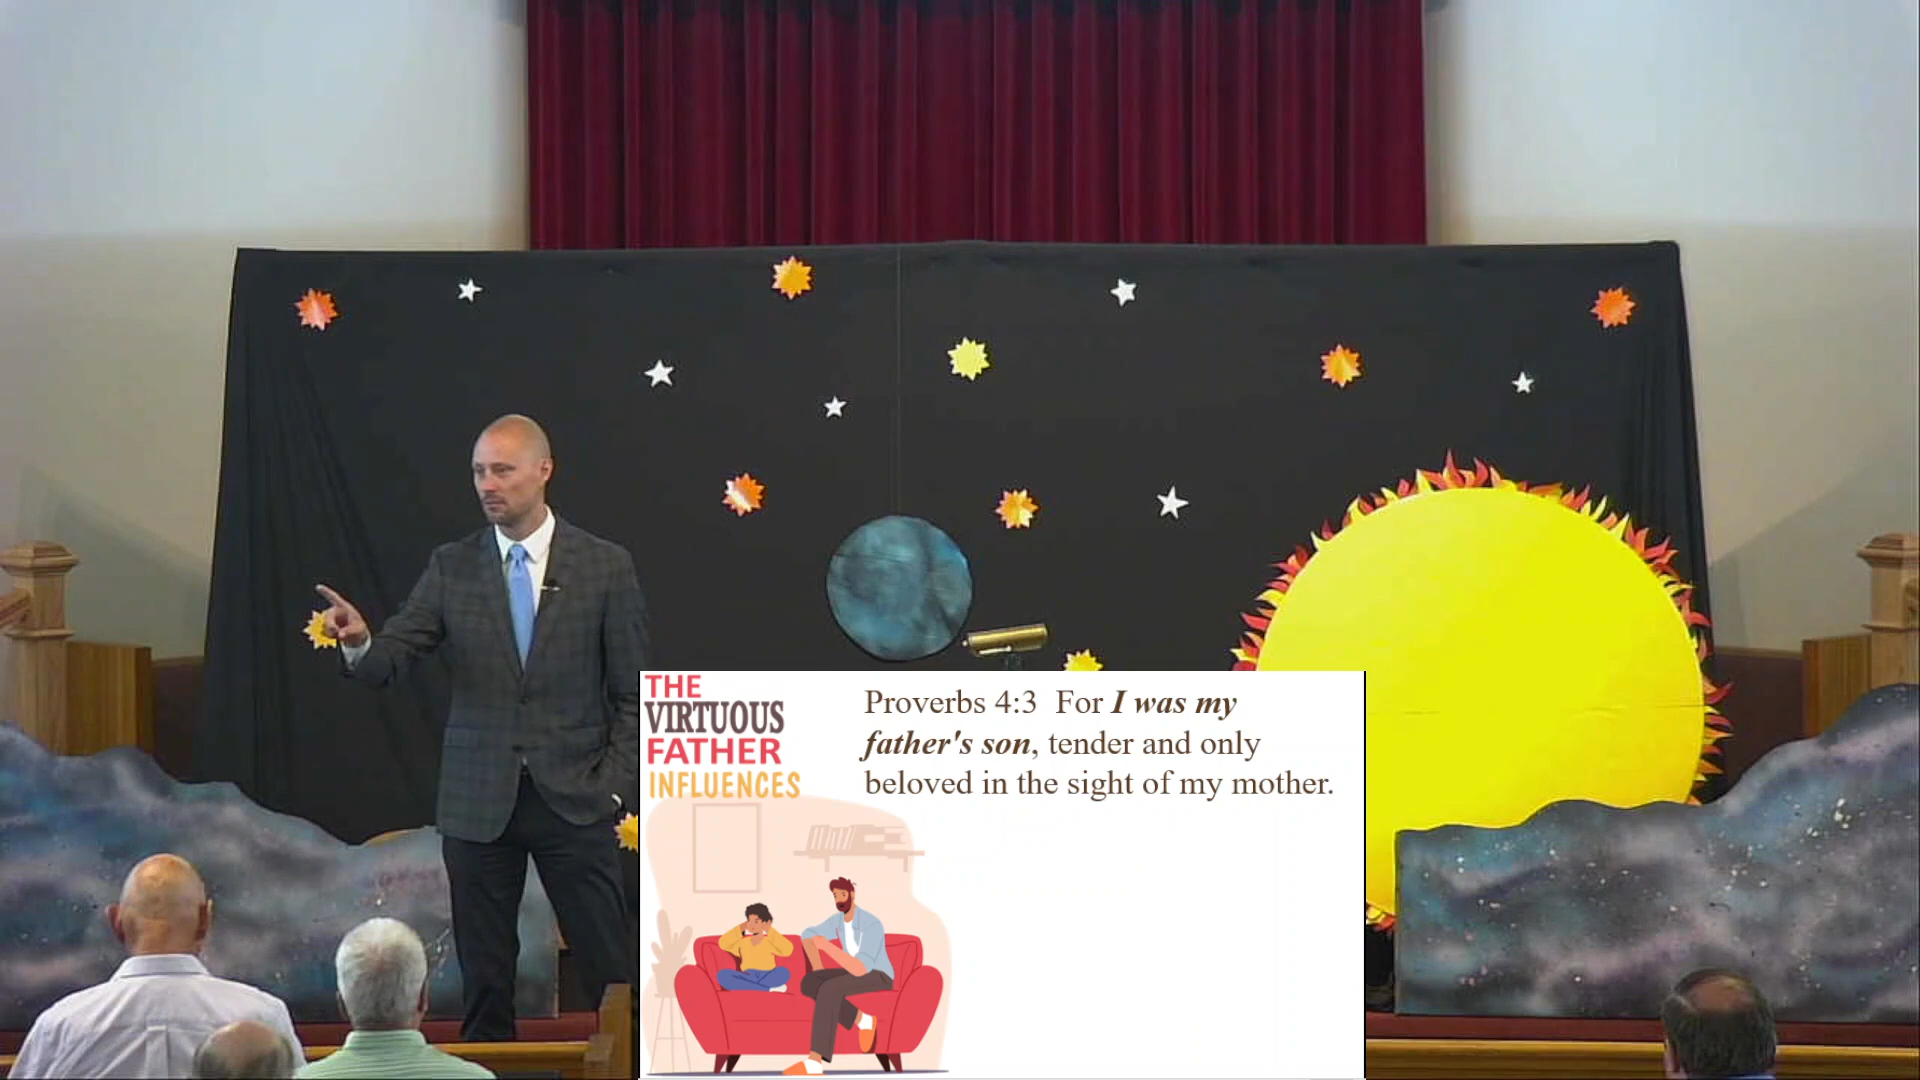 THE
VIRTUOUS
FATHER
INFLUENCES
Proverbs 4:3  For I was my
father's son, tender and only
beloved in the sight of my mother.